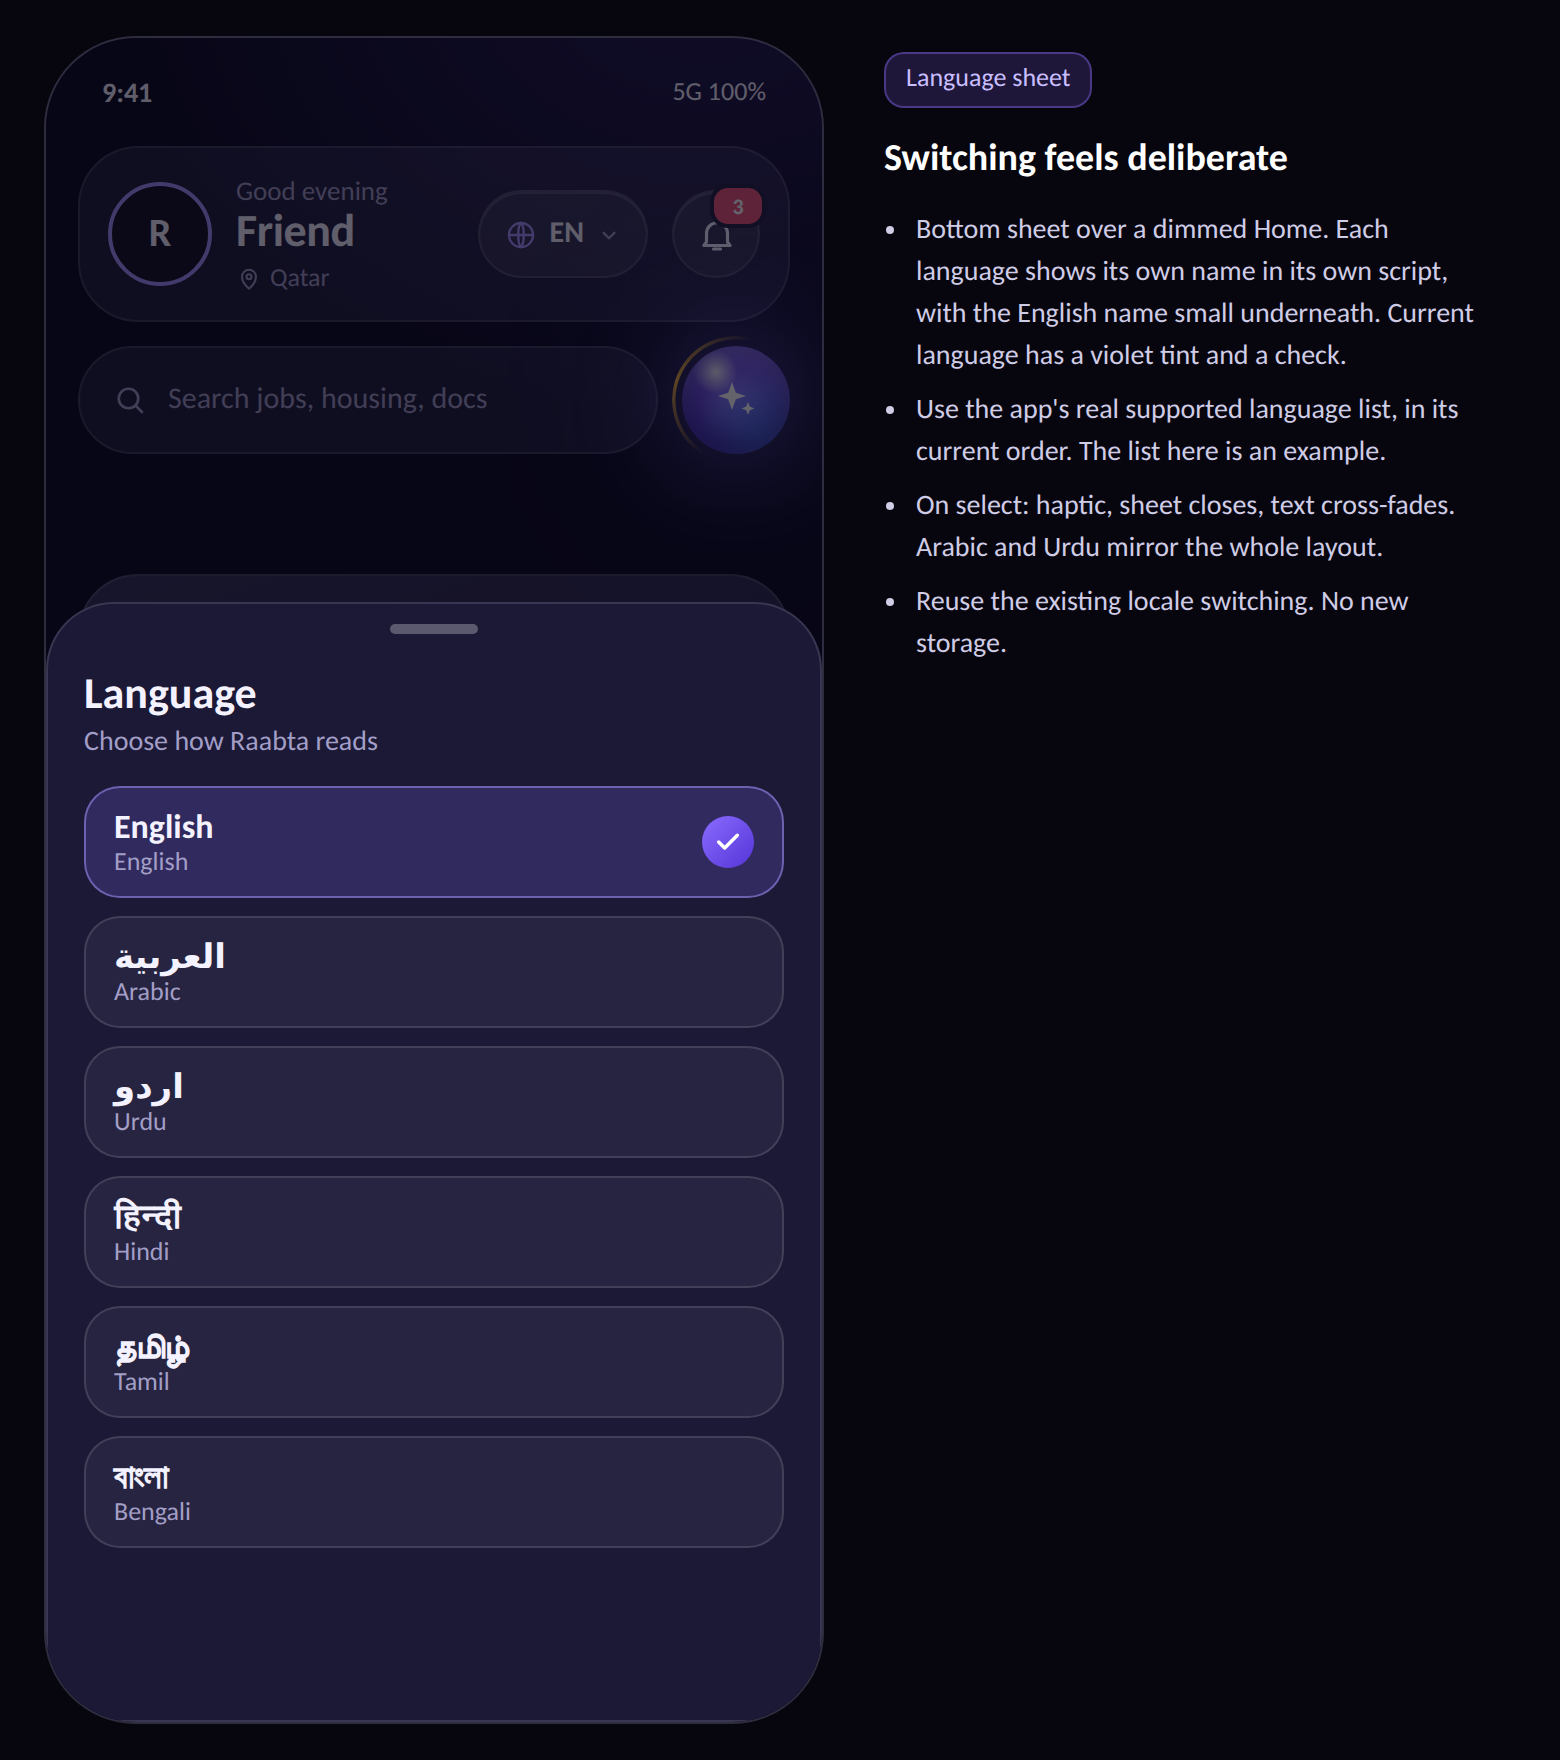 9:41
5G 100%
R
Good evening
Friend
Qatar
EN
3
Search jobs, housing, docs
Language
Choose how Raabta reads
English
English
العربية
Arabic
اردو
Urdu
हिन्दी
Hindi
தமிழ்
Tamil
বাংলা
Bengali
Language sheet
Switching feels deliberate
• Bottom sheet over a dimmed Home. Each
language shows its own name in its own script,
with the English name small underneath. Current
language has a violet tint and a check.
• Use the app's real supported language list, in its
current order. The list here is an example.
• On select: haptic, sheet closes, text cross-fades.
Arabic and Urdu mirror the whole layout.
• Reuse the existing locale switching. No new
storage.